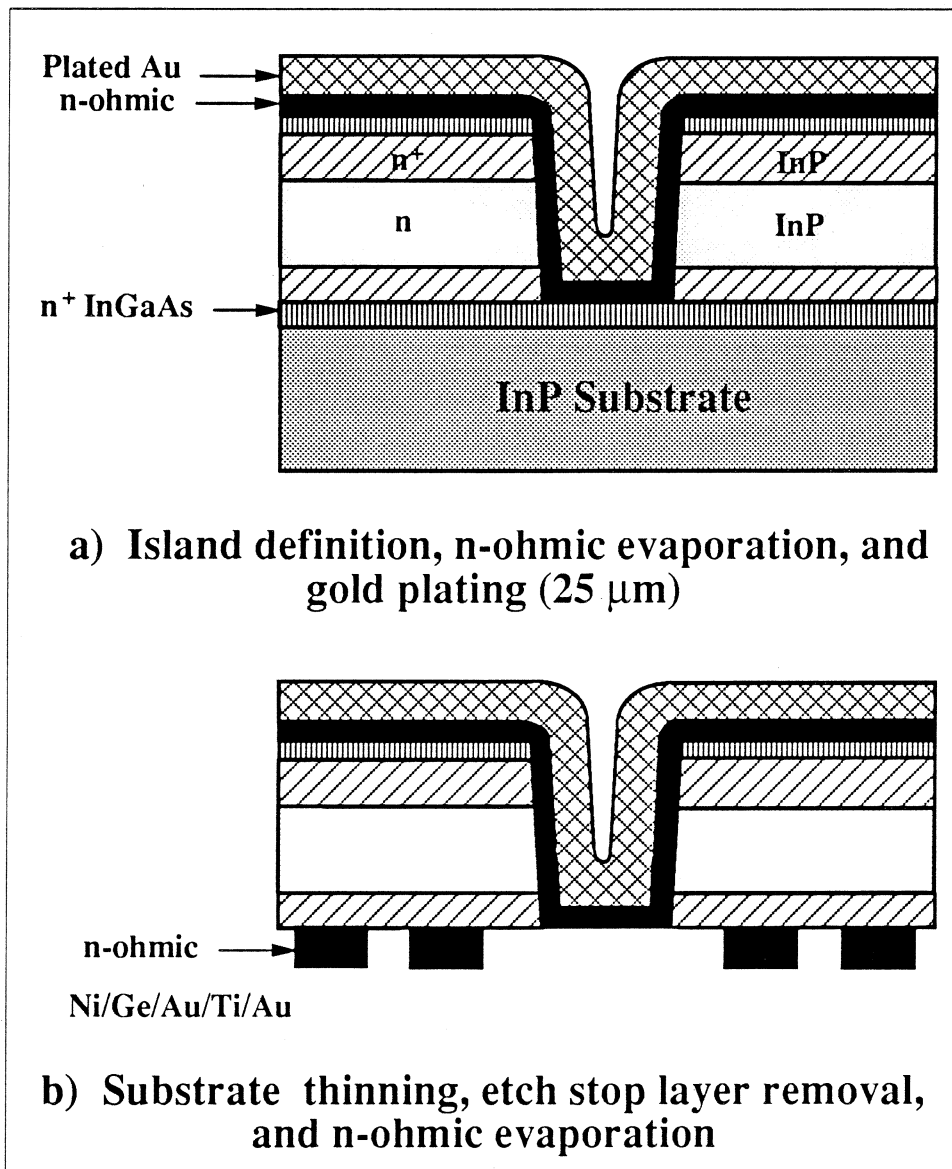 Plated Au
n-ohmic
n⁺ InP
n InP
n⁺ InGaAs
InP Substrate
a) Island definition, n-ohmic evaporation, and
gold plating (25 μm)
n-ohmic
Ni/Ge/Au/Ti/Au
b) Substrate thinning, etch stop layer removal,
and n-ohmic evaporation